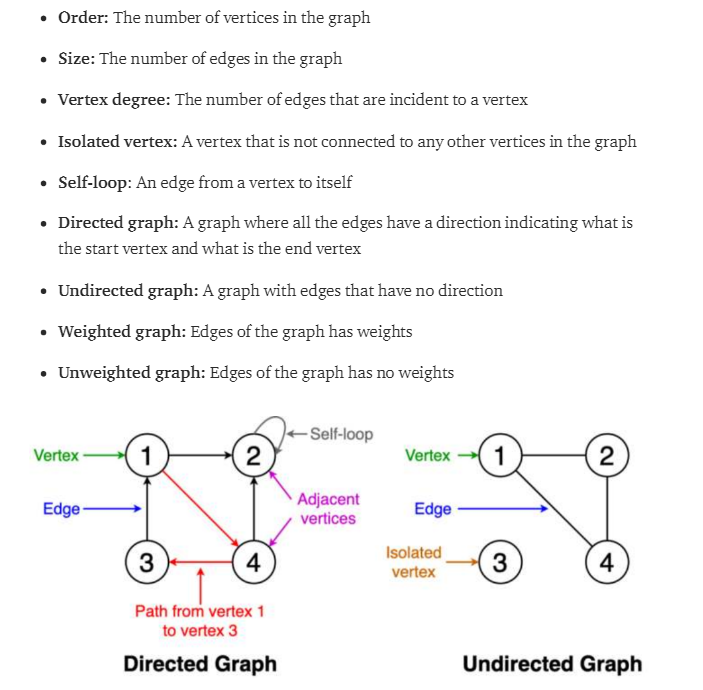 • Order: The number of vertices in the graph
• Size: The number of edges in the graph
• Vertex degree: The number of edges that are incident to a vertex
• Isolated vertex: A vertex that is not connected to any other vertices in the graph
• Self-loop: An edge from a vertex to itself
• Directed graph: A graph where all the edges have a direction indicating what is
the start vertex and what is the end vertex
• Undirected graph: A graph with edges that have no direction
• Weighted graph: Edges of the graph has weights
• Unweighted graph: Edges of the graph has no weights
Self-loop
Vertex
1
2
Adjacent
vertices
Edge
3
4
Path from vertex 1
to vertex 3
Directed Graph
Vertex
1
2
Edge
Isolated
vertex
3
4
Undirected Graph